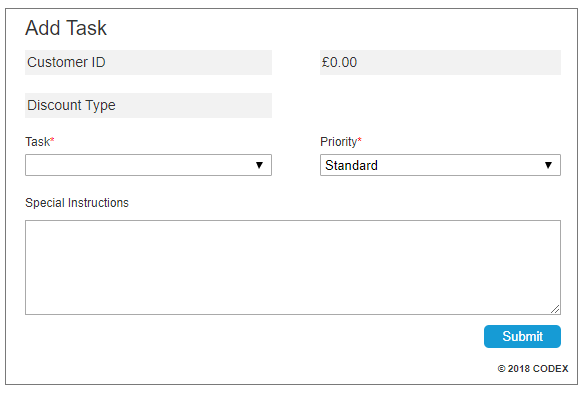 Add Task
Customer ID
£0.00
Discount Type
Task*
Priority*
Standard
Special Instructions
Submit
© 2018 CODEX